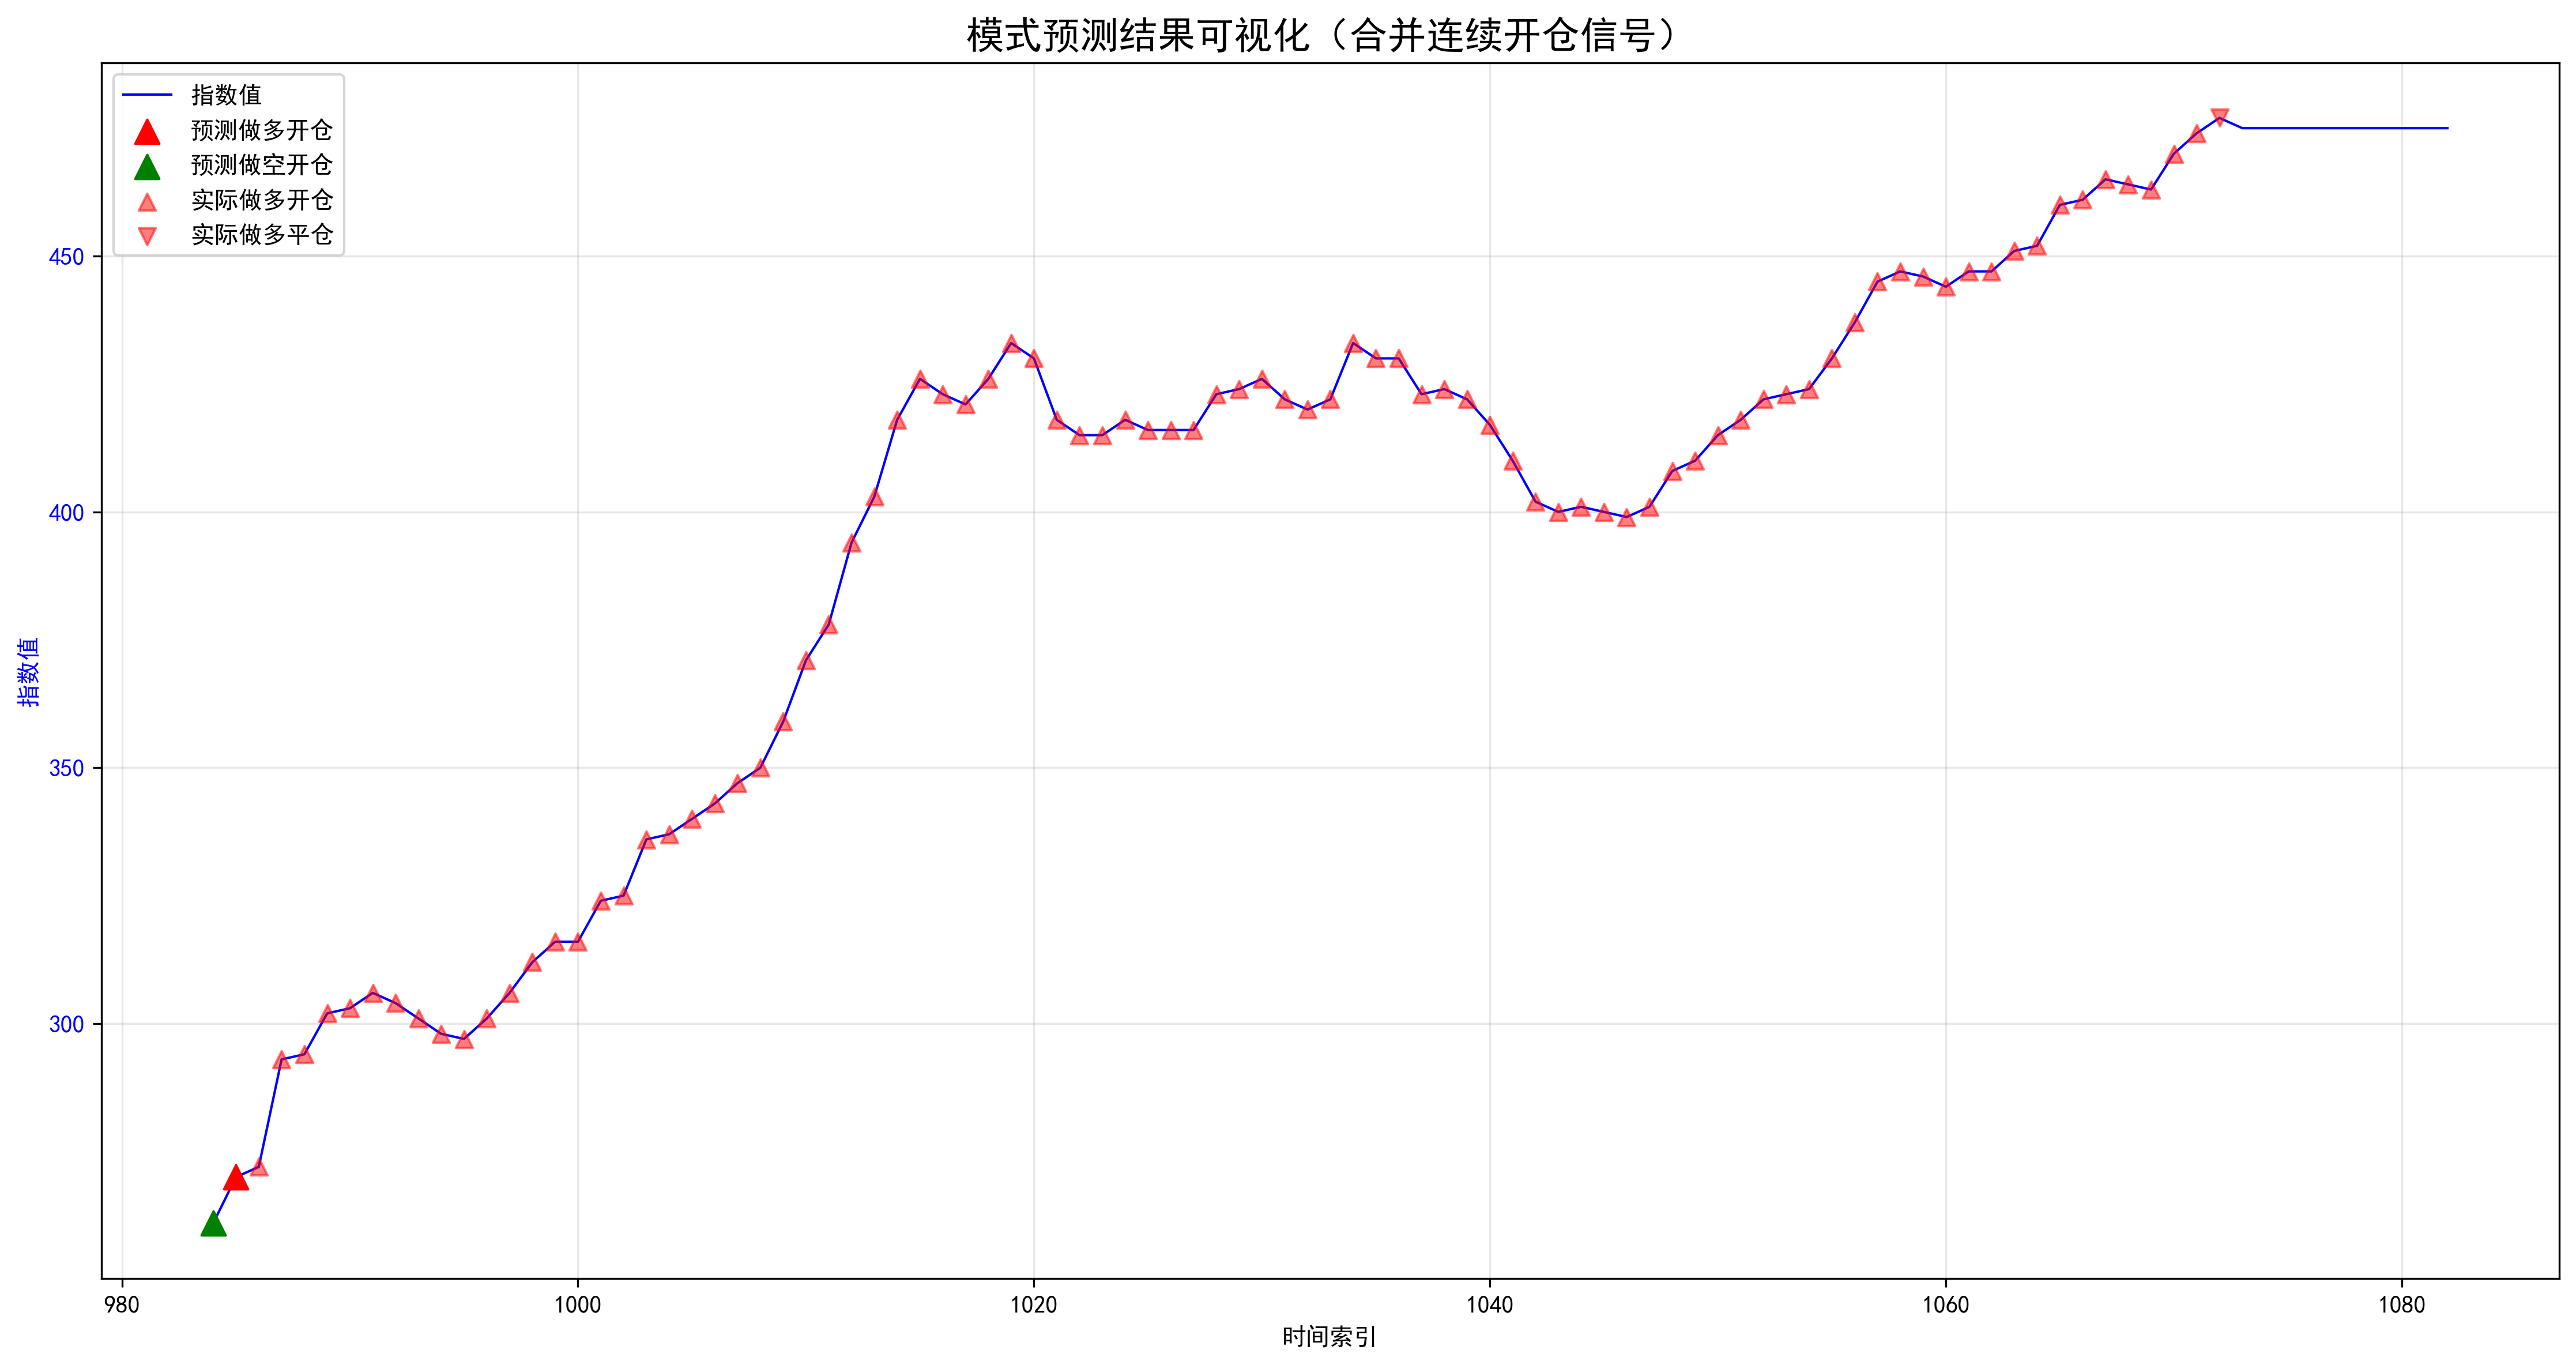 模式预测结果可视化（合并连续开仓信号）
指数值
预测做多开仓
预测做空开仓
实际做多开仓
实际做多平仓
450
400
350
300
指数值
980
1000
1020
1040
1060
1080
时间索引